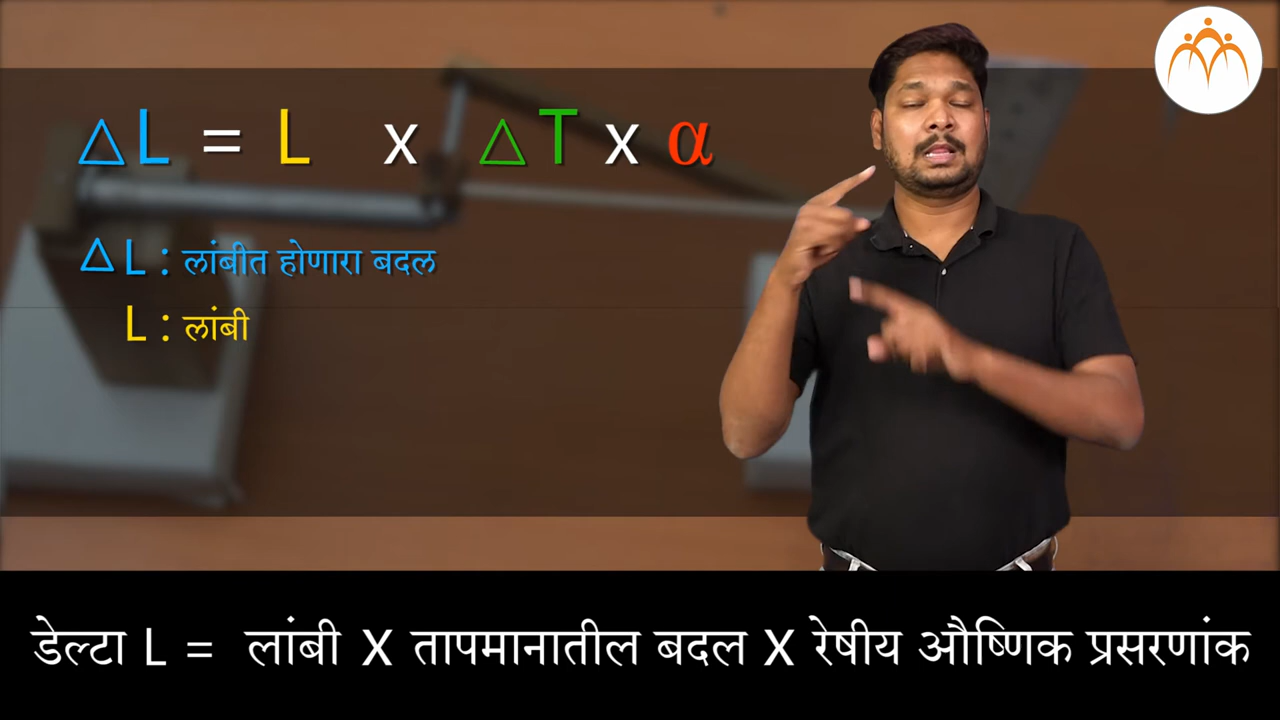 △L = L x △T x α
△L : लांबीत होणारा बदल
L : लांबी
डेल्टा L = लांबी X तापमानातील बदल X रेषीय औष्णिक प्रसरणांक